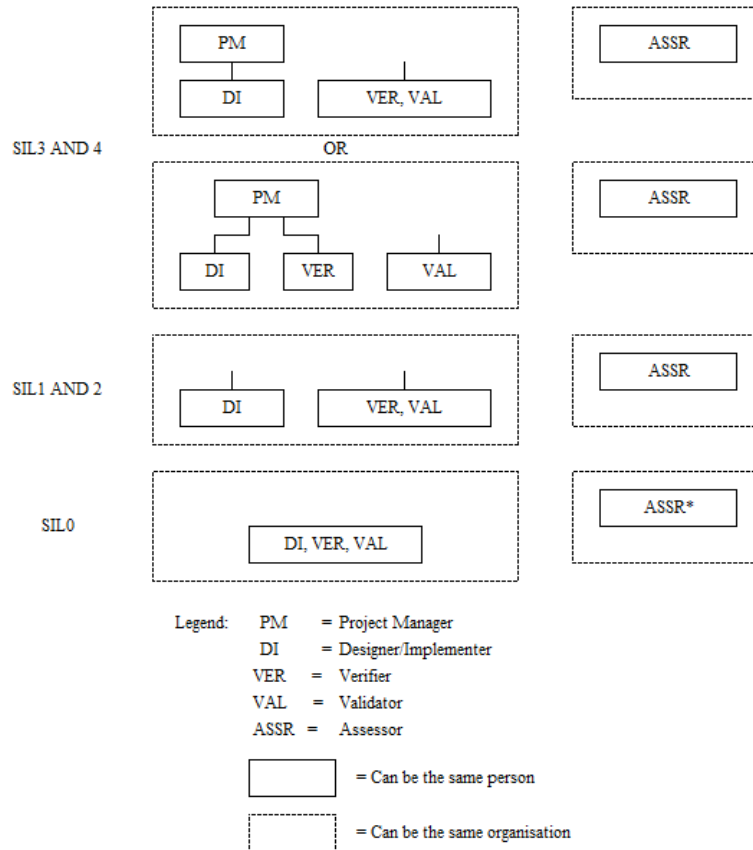 PM
ASSR
DI
VER, VAL
SIL3 AND 4
OR
PM
ASSR
DI
VER
VAL
ASSR
SIL1 AND 2
DI
VER, VAL
ASSR*
SIL0
DI, VER, VAL
Legend: PM = Project Manager
DI = Designer/Implementer
VER = Verifier
VAL = Validator
ASSR = Assessor
= Can be the same person
= Can be the same organisation